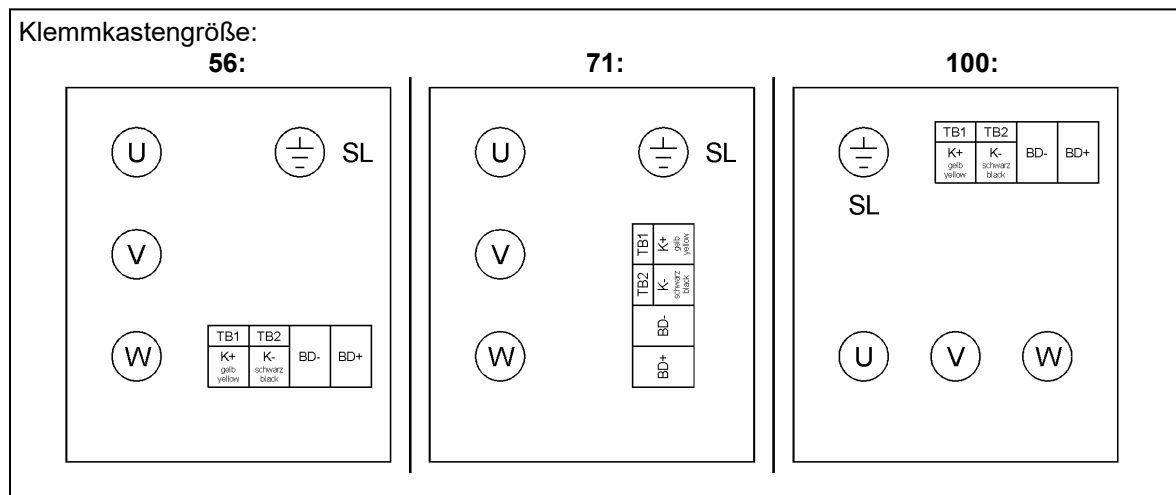 Klemmkastengröße:
56:
U
SL
V
W
TB1 TB2
K+ K- BD- BD+
gelb schwarz
yellow black
71:
U
SL
V
W
TB1 K+ gelb yellow
TB2 K- schwarz black
BD-
BD+
100:
SL
TB1 TB2
K+ K- BD- BD+
gelb schwarz
yellow black
U V W